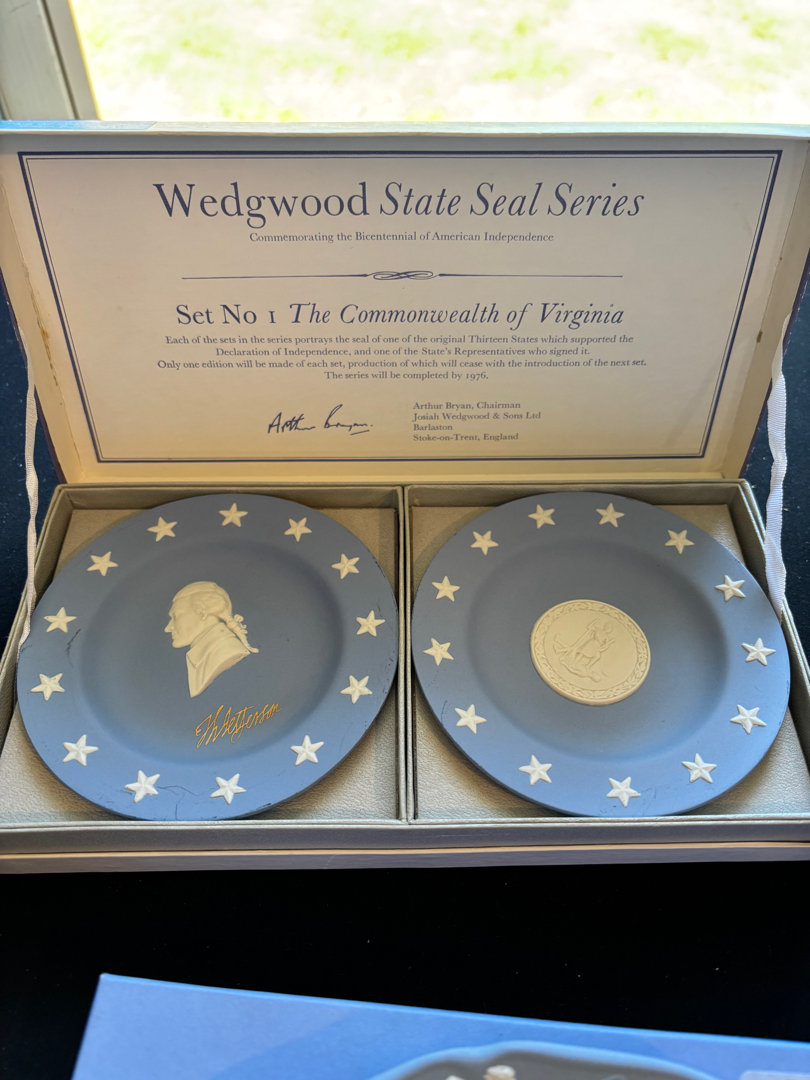 Wedgwood State Seal Series
Commemorating the Bicentennial of American Independence
Set No 1 The Commonwealth of Virginia
Each of the sets in the series portrays the seal of one of the original Thirteen States which supported the
Declaration of Independence, and one of the State's Representatives who signed it.
Only one edition will be made of each set, production of which will cease with the introduction of the next set.
The series will be completed by 1976.
Arthur Bryan.
Arthur Bryan, Chairman
Josiah Wedgwood & Sons Ltd
Barlaston
Stoke-on-Trent, England
Th Jefferson